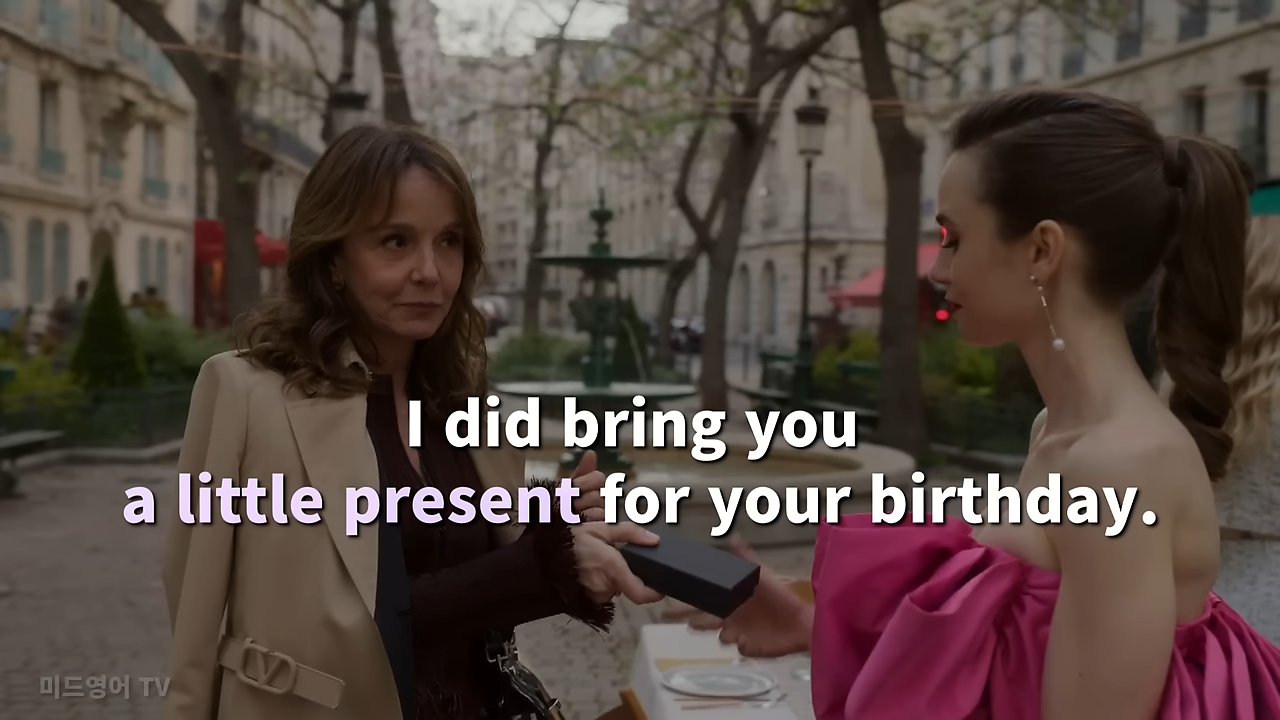 I did bring you
a little present for your birthday.
미드영어 TV